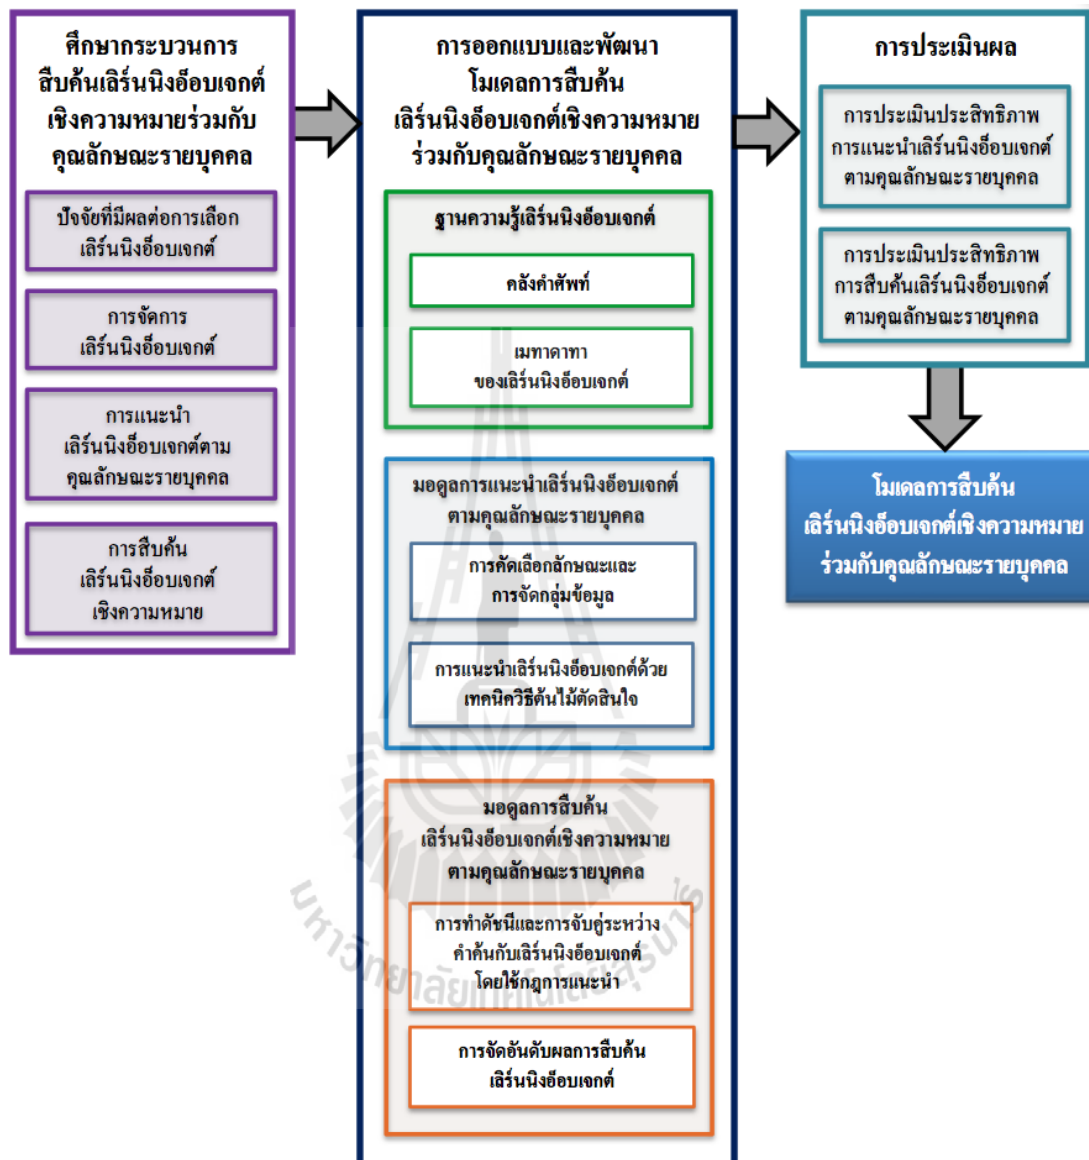 ศึกษากระบวนการ
สืบค้นเลิร์นนิงอ็อบเจกต์
เชิงความหมายร่วมกับ
คุณลักษณะรายบุคคล
ปัจจัยที่มีผลต่อการเลือก
เลิร์นนิงอ็อบเจกต์
การจัดการ
เลิร์นนิงอ็อบเจกต์
การแนะนำ
เลิร์นนิงอ็อบเจกต์ตาม
คุณลักษณะรายบุคคล
การสืบค้น
เลิร์นนิงอ็อบเจกต์
เชิงความหมาย
การออกแบบและพัฒนา
โมเดลการสืบค้น
เลิร์นนิงอ็อบเจกต์เชิงความหมาย
ร่วมกับคุณลักษณะรายบุคคล
ฐานความรู้เลิร์นนิงอ็อบเจกต์
คลังคำศัพท์
เมทาดาทา
ของเลิร์นนิงอ็อบเจกต์
มอดูลการแนะนำเลิร์นนิงอ็อบเจกต์
ตามคุณลักษณะรายบุคคล
การคัดเลือกลักษณะและ
การจัดกลุ่มข้อมูล
การแนะนำเลิร์นนิงอ็อบเจกต์ด้วย
เทคนิควิธีต้นไม้ตัดสินใจ
มอดูลการสืบค้น
เลิร์นนิงอ็อบเจกต์เชิงความหมาย
ตามคุณลักษณะรายบุคคล
การทำดัชนีและการจับคู่ระหว่าง
คำค้นกับเลิร์นนิงอ็อบเจกต์
โดยใช้กฎการแนะนำ
การจัดอันดับผลการสืบค้น
เลิร์นนิงอ็อบเจกต์
การประเมินผล
การประเมินประสิทธิภาพ
การแนะนำเลิร์นนิงอ็อบเจกต์
ตามคุณลักษณะรายบุคคล
การประเมินประสิทธิภาพ
การสืบค้นเลิร์นนิงอ็อบเจกต์
ตามคุณลักษณะรายบุคคล
โมเดลการสืบค้น
เลิร์นนิงอ็อบเจกต์เชิงความหมาย
ร่วมกับคุณลักษณะรายบุคคล
มหาวิทยาลัยเทคโนโลยีสุรนารี